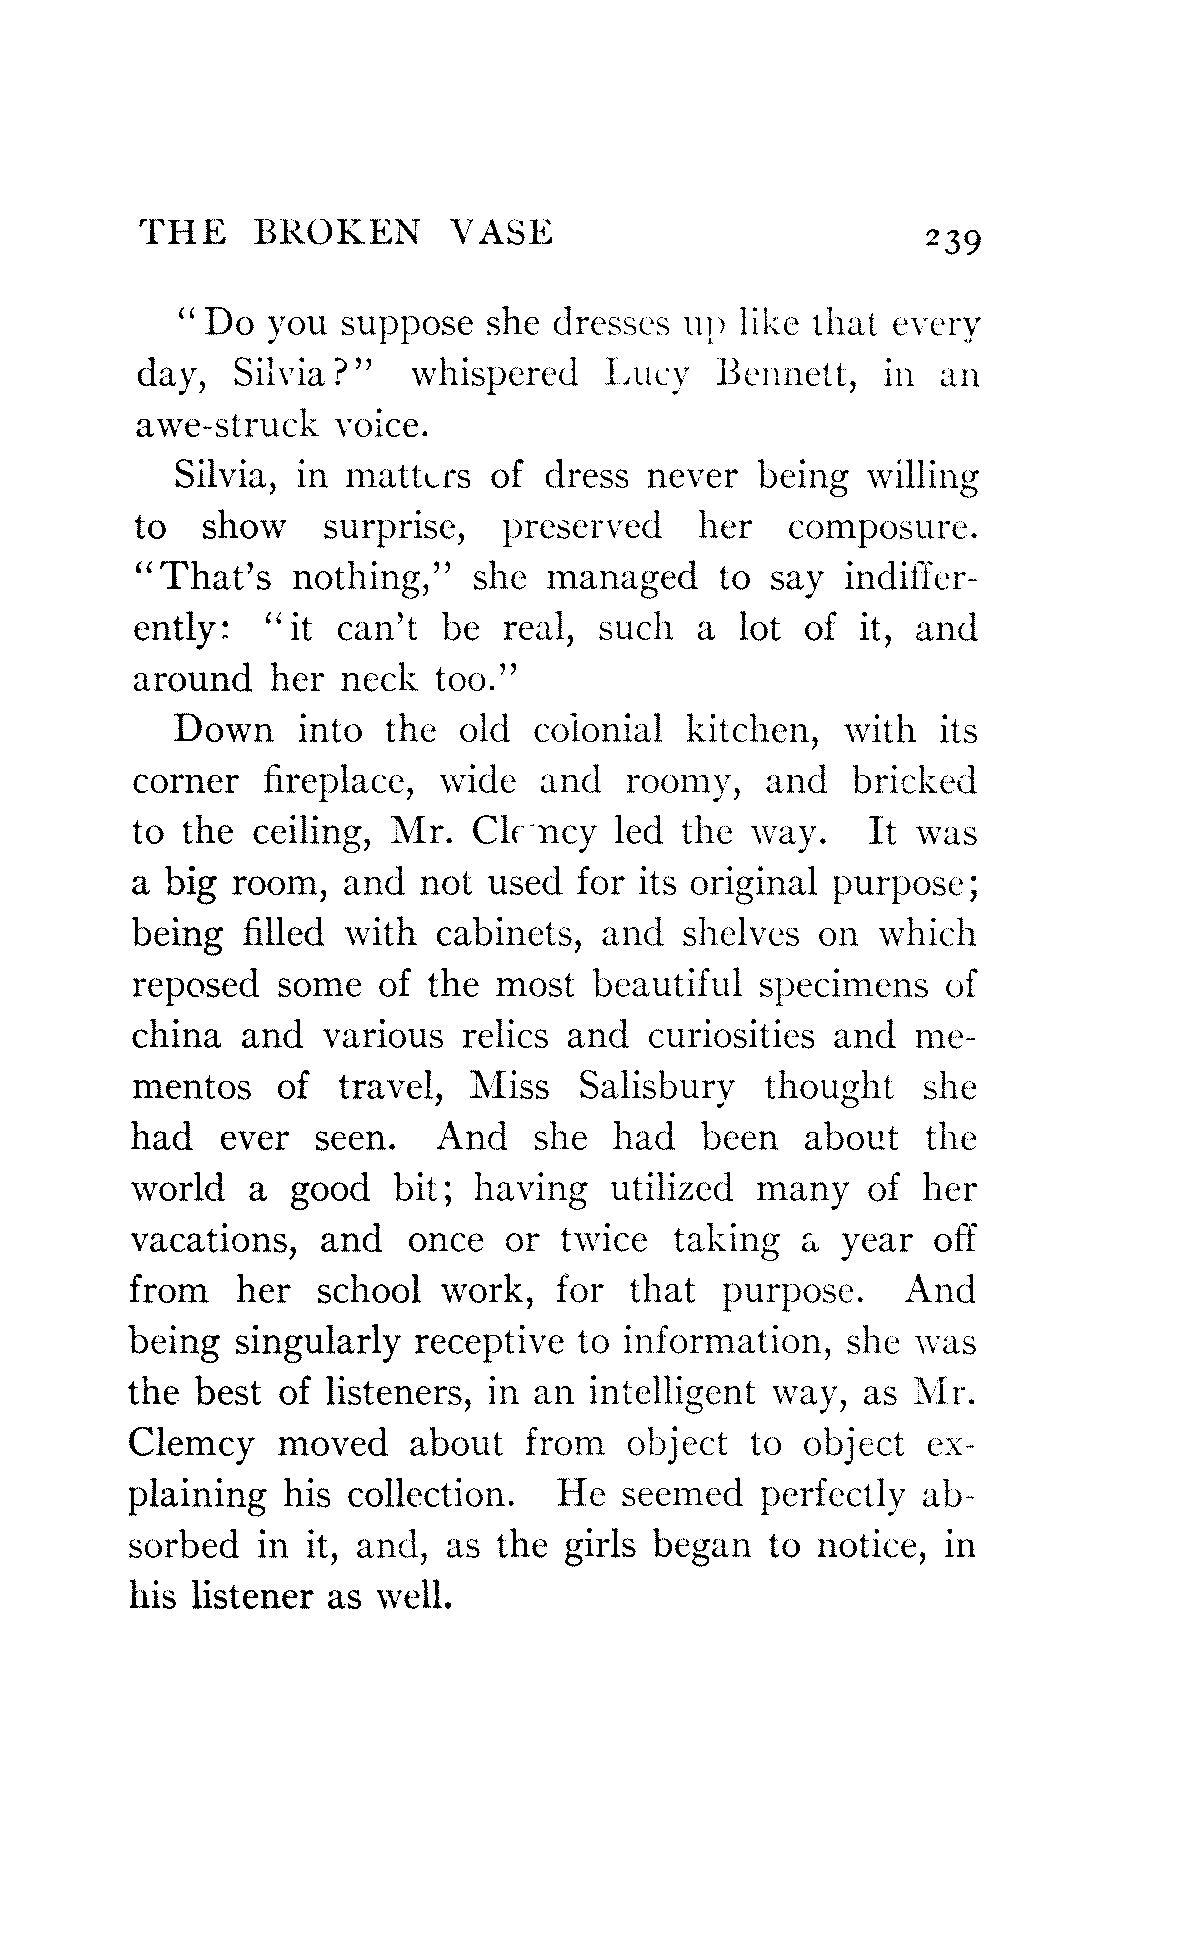 THE BROKEN VASE 239
"Do you suppose she dresses up like that every
day, Silvia?" whispered Lucy Bennett, in an
awe-struck voice.
Silvia, in matters of dress never being willing
to show surprise, preserved her composure.
"That's nothing," she managed to say indiffer-
ently: "it can't be real, such a lot of it, and
around her neck too."
Down into the old colonial kitchen, with its
corner fireplace, wide and roomy, and bricked
to the ceiling, Mr. Clemcy led the way. It was
a big room, and not used for its original purpose;
being filled with cabinets, and shelves on which
reposed some of the most beautiful specimens of
china and various relics and curiosities and me-
mentos of travel, Miss Salisbury thought she
had ever seen. And she had been about the
world a good bit; having utilized many of her
vacations, and once or twice taking a year off
from her school work, for that purpose. And
being singularly receptive to information, she was
the best of listeners, in an intelligent way, as Mr.
Clemcy moved about from object to object ex-
plaining his collection. He seemed perfectly ab-
sorbed in it, and, as the girls began to notice, in
his listener as well.